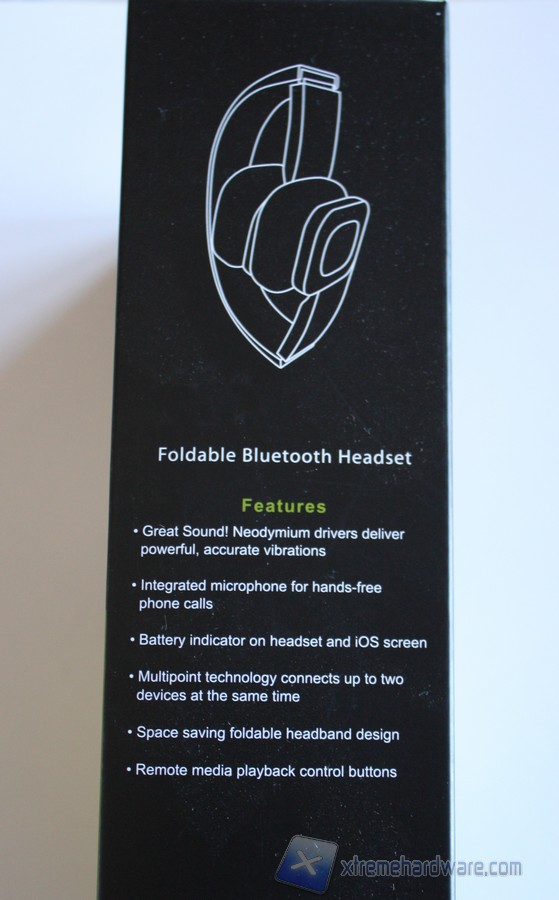 Foldable Bluetooth Headset
Features
• Great Sound! Neodymium drivers deliver
powerful, accurate vibrations
• Integrated microphone for hands-free
phone calls
• Battery indicator on headset and iOS screen
• Multipoint technology connects up to two
devices at the same time
• Space saving foldable headband design
• Remote media playback control buttons
xtremehardware.com